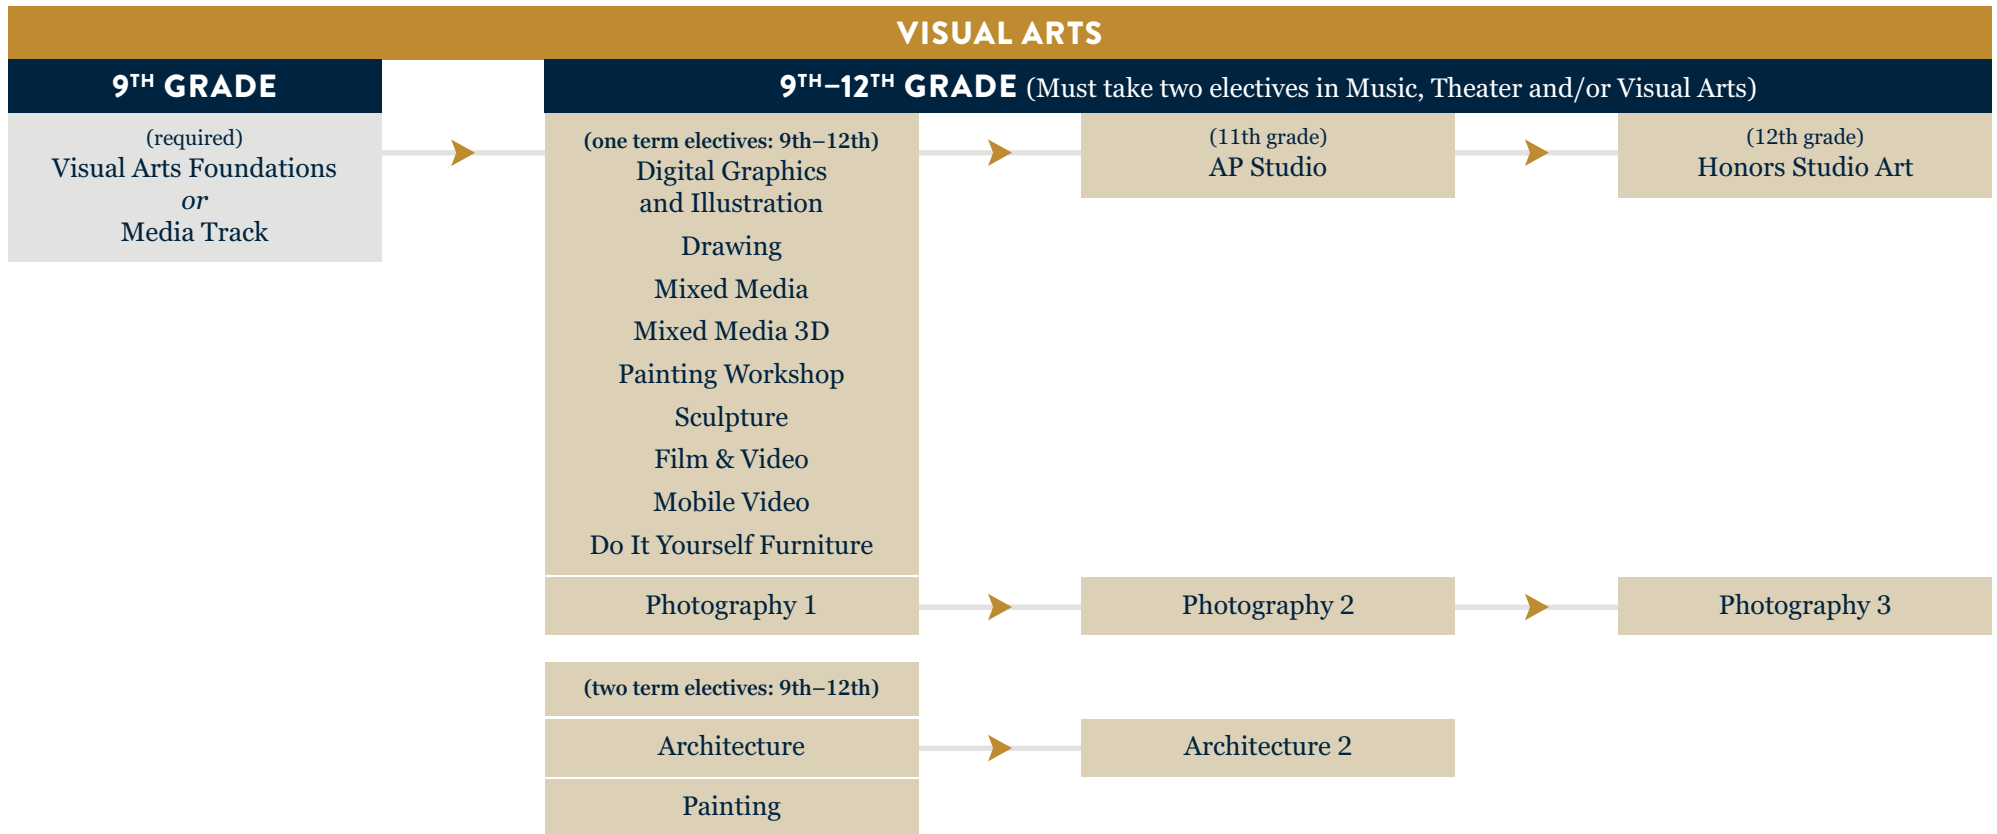 VISUAL ARTS
9TH GRADE
9TH–12TH GRADE (Must take two electives in Music, Theater and/or Visual Arts)
(required)
Visual Arts Foundations
or
Media Track
(one term electives: 9th–12th)
Digital Graphics
and Illustration
Drawing
Mixed Media
Mixed Media 3D
Painting Workshop
Sculpture
Film & Video
Mobile Video
Do It Yourself Furniture
(11th grade)
AP Studio
(12th grade)
Honors Studio Art
Photography 1
Photography 2
Photography 3
(two term electives: 9th–12th)
Architecture
Architecture 2
Painting